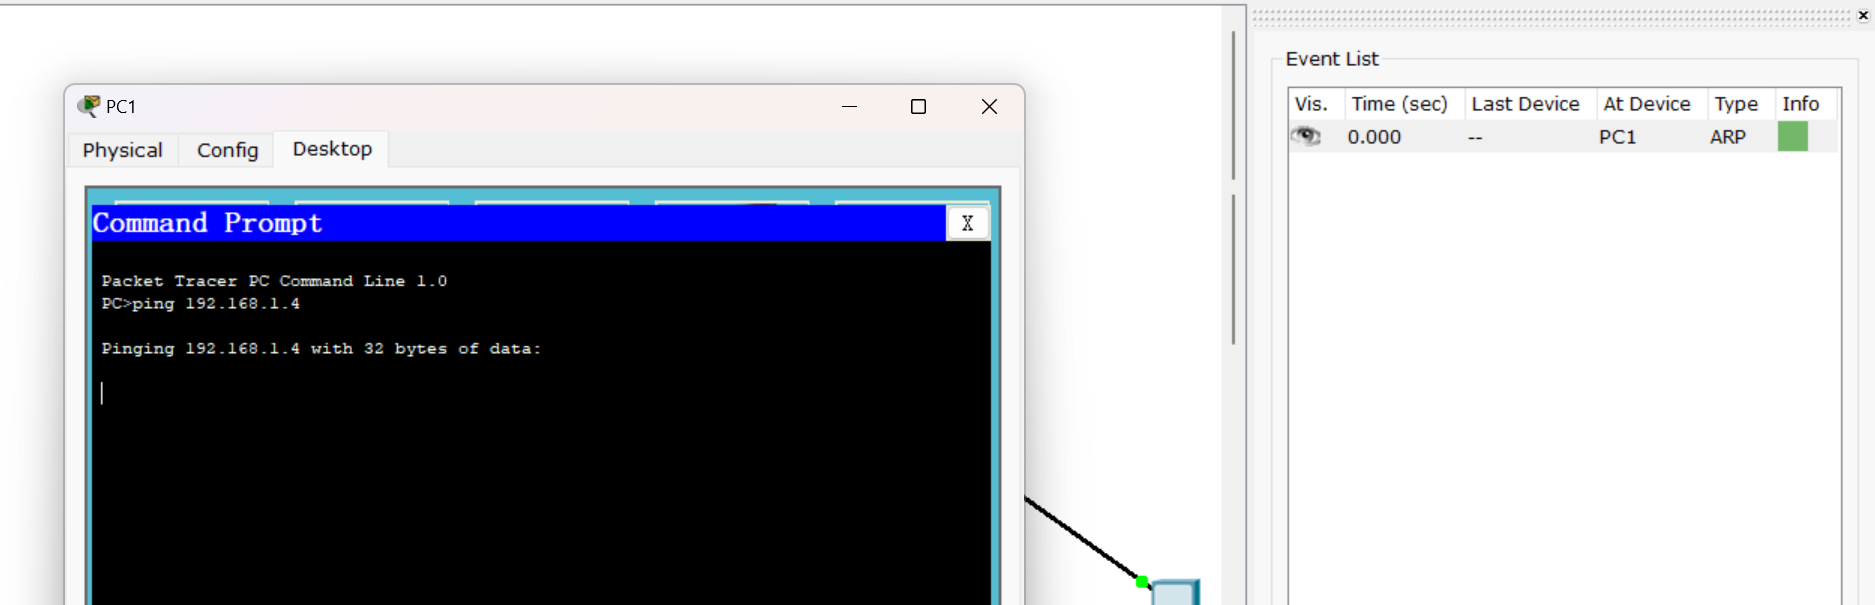 PC1
Physical Config Desktop
Command Prompt X
Packet Tracer PC Command Line 1.0
PC>ping 192.168.1.4
Pinging 192.168.1.4 with 32 bytes of data:
Event List
Vis. Time (sec) Last Device At Device Type Info
0.000 -- PC1 ARP